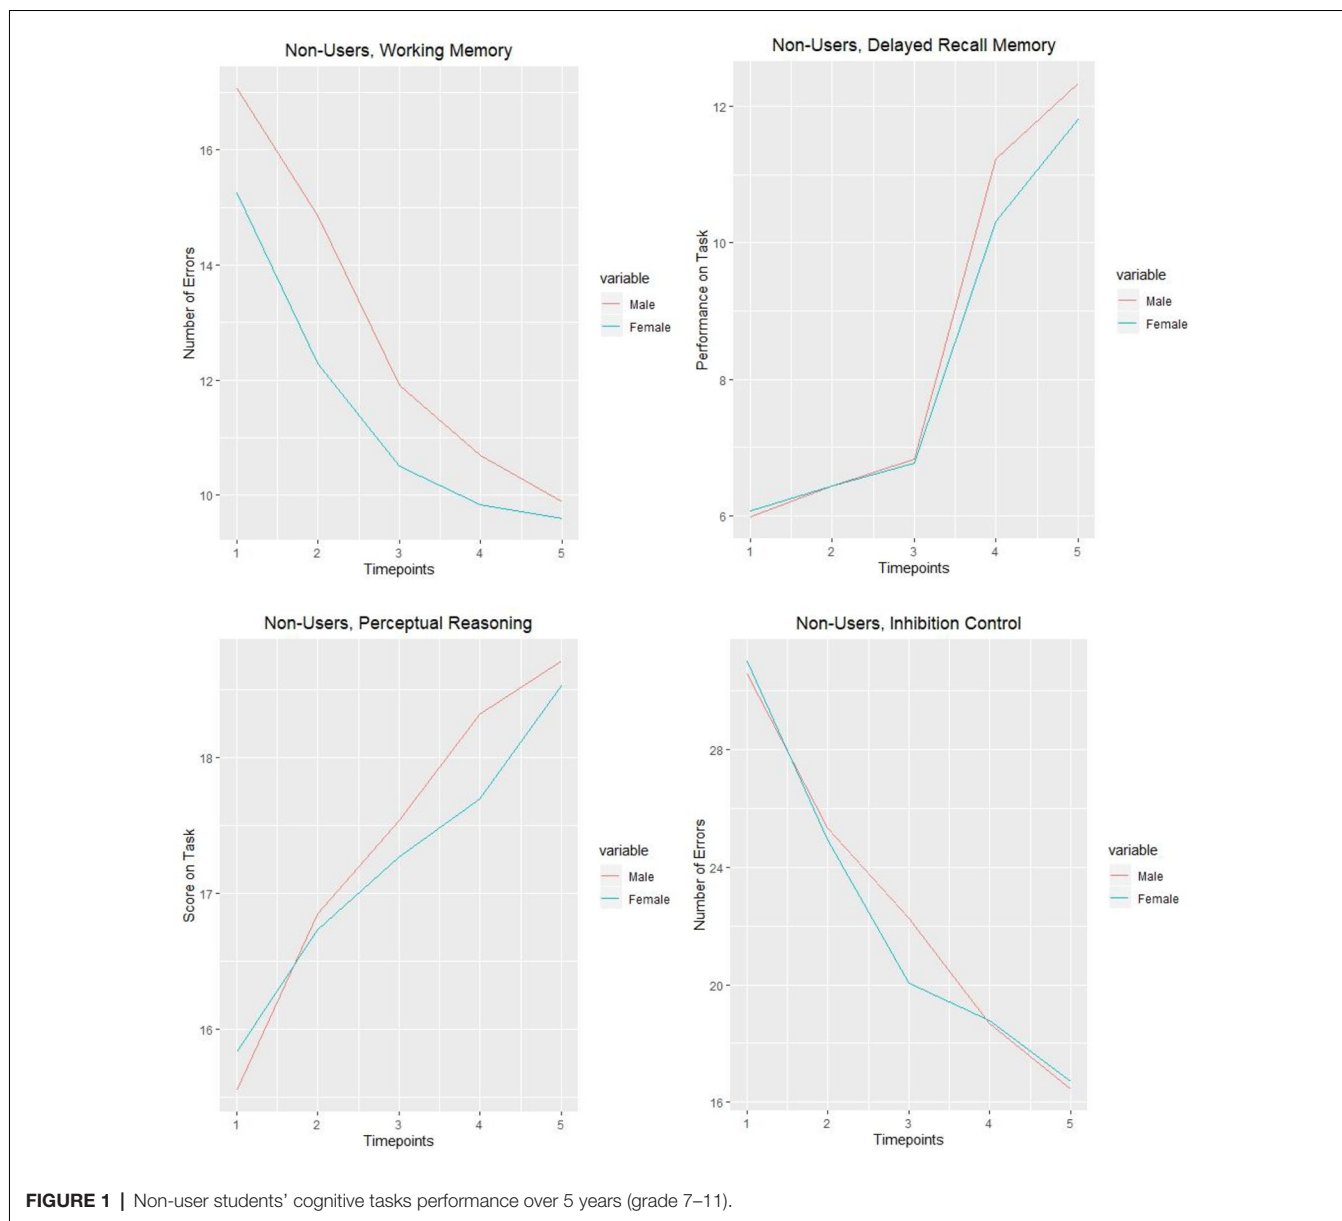 Non-Users, Working Memory
16
14
12
10
Number of Errors
1 2 3 4 5
Timepoints
variable
Male
Female
Non-Users, Delayed Recall Memory
12
10
8
6
Performance on Task
1 2 3 4 5
Timepoints
variable
Male
Female
Non-Users, Perceptual Reasoning
18
17
16
Score on Task
1 2 3 4 5
Timepoints
variable
Male
Female
Non-Users, Inhibition Control
28
24
20
16
Number of Errors
1 2 3 4 5
Timepoints
variable
Male
Female
FIGURE 1 | Non-user students’ cognitive tasks performance over 5 years (grade 7–11).